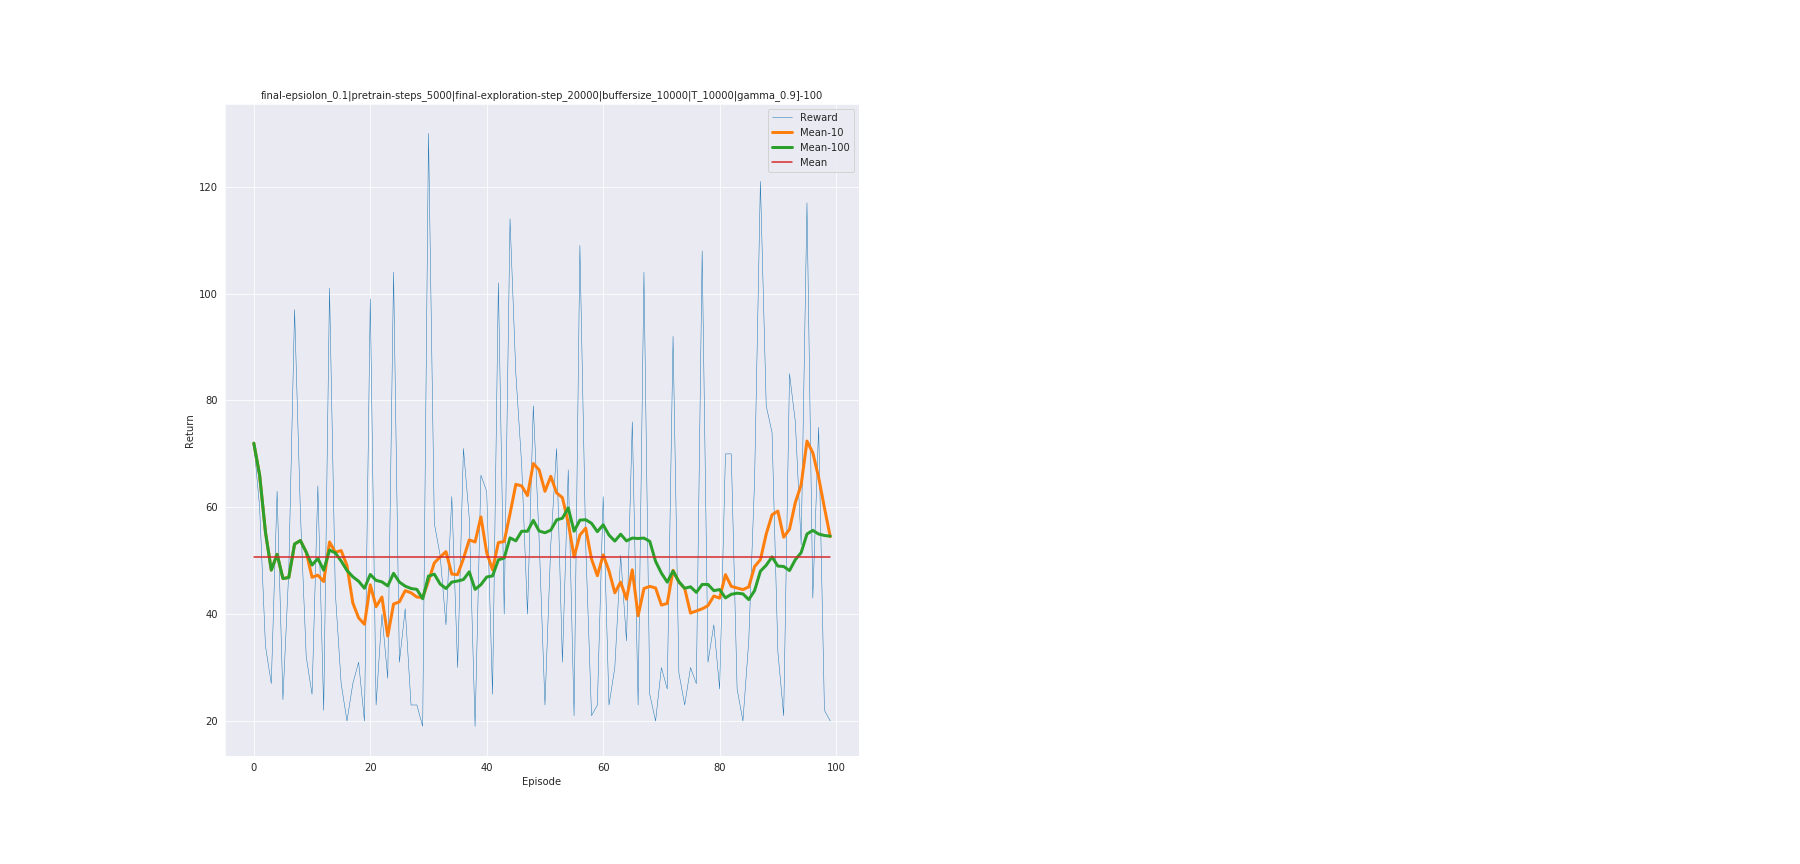 final-epsiolon_0.1|pretrain-steps_5000|final-exploration-step_20000|buffersize_10000|T_10000|gamma_0.9]-100
Reward
Mean-10
Mean-100
Mean
120
100
80
60
40
20
Return
0 20 40 60 80 100
Episode